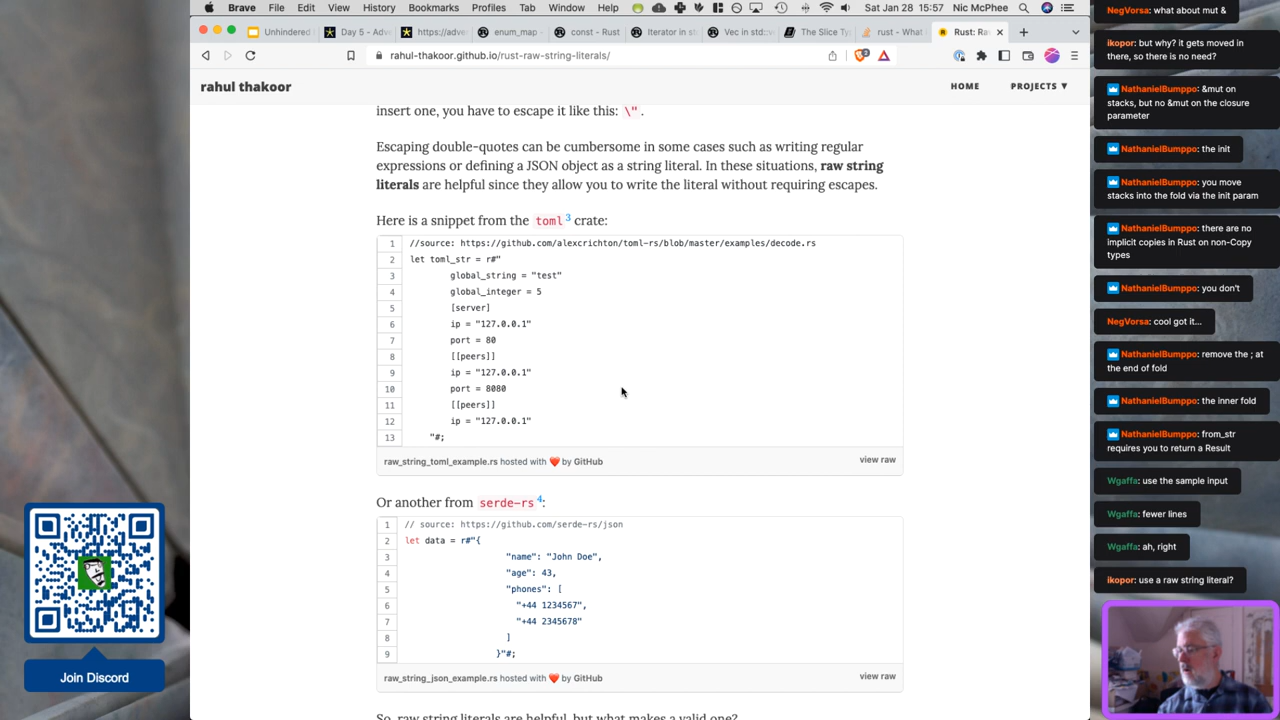 Brave File Edit View History Bookmarks Profiles Tab Window Help
Sat Jan 28 15:57 Nic McPhee
Unhindered
Day 5 - Adve
https://adve
enum_map
const - Rust
Iterator in st
Vec in std::v
The Slice Ty
rust - What
Rust: Ra
rahul-thakoor.github.io/rust-raw-string-literals/
rahul thakoor
HOME
PROJECTS ▼
insert one, you have to escape it like this: \" .
Escaping double-quotes can be cumbersome in some cases such as writing regular
expressions or defining a JSON object as a string literal. In these situations, raw string
literals are helpful since they allow you to write the literal without requiring escapes.
Here is a snippet from the toml 3 crate:
1 //source: https://github.com/alexcrichton/toml-rs/blob/master/examples/decode.rs
2 let toml_str = r#"
3 global_string = "test"
4 global_integer = 5
5 [server]
6 ip = "127.0.0.1"
7 port = 80
8 [[peers]]
9 ip = "127.0.0.1"
10 port = 8080
11 [[peers]]
12 ip = "127.0.0.1"
13 "#;
raw_string_toml_example.rs hosted with ❤ by GitHub
view raw
Or another from serde-rs 4:
1 // source: https://github.com/serde-rs/json
2 let data = r#"{
3 "name": "John Doe",
4 "age": 43,
5 "phones": [
6 "+44 1234567",
7 "+44 2345678"
8 ]
9 }"#;
raw_string_json_example.rs hosted with ❤ by GitHub
view raw
So, raw string literals are helpful, but what makes a valid one?
NegVorsa: what about mut &
ikopor: but why? it gets moved in
there, so there is no need?
NathanielBumppo: &mut on
stacks, but no &mut on the closure
parameter
NathanielBumppo: the init
NathanielBumppo: you move
stacks into the fold via the init param
NathanielBumppo: there are no
implicit copies in Rust on non-Copy
types
NathanielBumppo: you don't
NegVorsa: cool got it...
NathanielBumppo: remove the ; at
the end of fold
NathanielBumppo: the inner fold
NathanielBumppo: from_str
requires you to return a Result
Wgaffa: use the sample input
Wgaffa: fewer lines
Wgaffa: ah, right
ikopor: use a raw string literal?
Join Discord